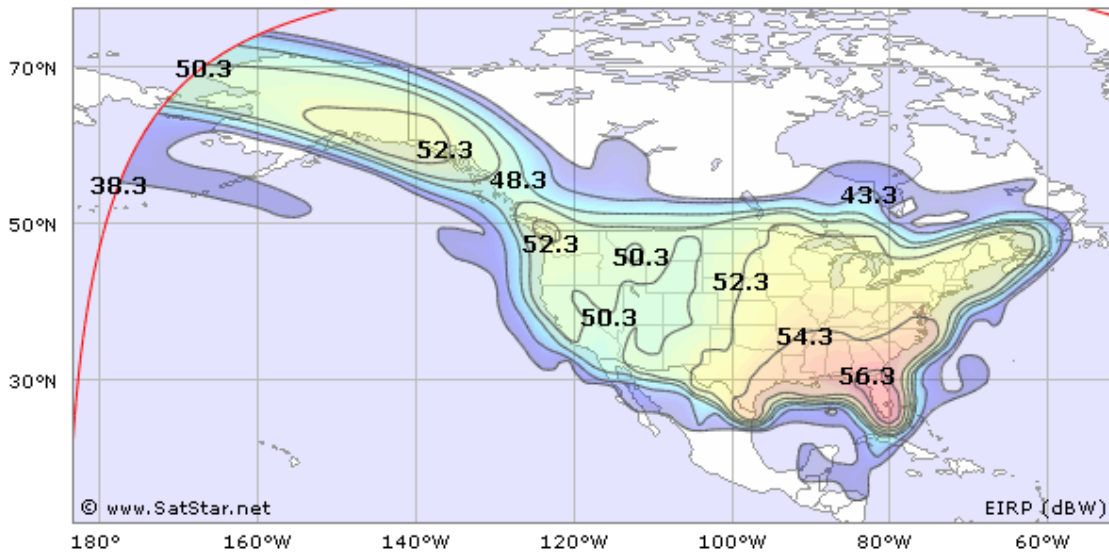 70°N
50°N
30°N
50.3
52.3
38.3
48.3
43.3
52.3
50.3
52.3
50.3
54.3
56.3
© www.SatStar.net
EIRP (dBW)
180°
160°W
140°W
120°W
100°W
80°W
60°W